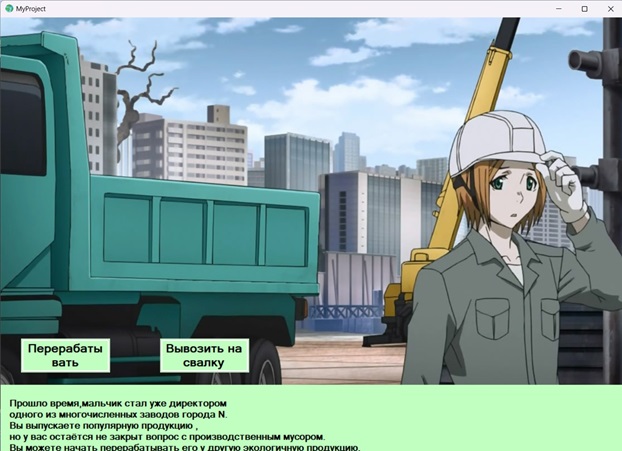 MyProject
Перерабаты
вать
Вывозить на
свалку
Прошло время,мальчик стал уже директором
одного из многочисленных заводов города N.
Вы выпускаете популярную продукцию ,
но у вас остаётся не закрыт вопрос с производственным мусором.
Вы можете начать перерабатывать его у другую экологичную продукцию.